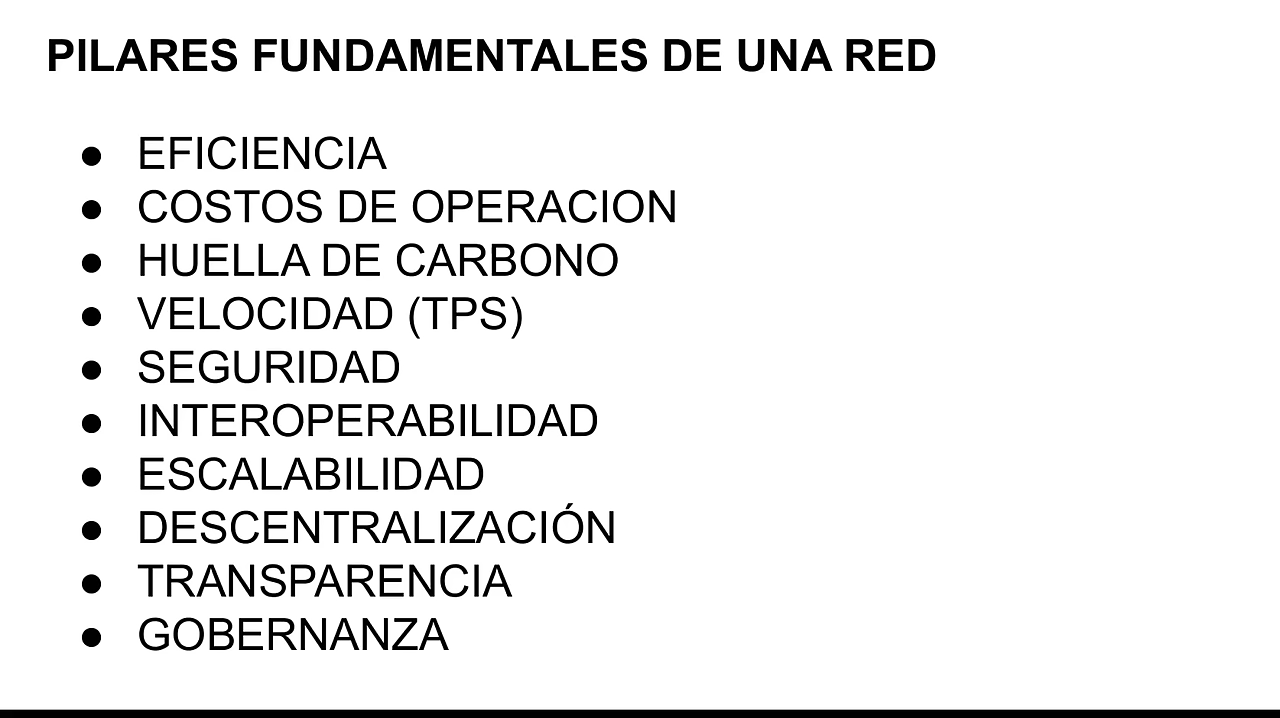 PILARES FUNDAMENTALES DE UNA RED
● EFICIENCIA
● COSTOS DE OPERACION
● HUELLA DE CARBONO
● VELOCIDAD (TPS)
● SEGURIDAD
● INTEROPERABILIDAD
● ESCALABILIDAD
● DESCENTRALIZACIÓN
● TRANSPARENCIA
● GOBERNANZA